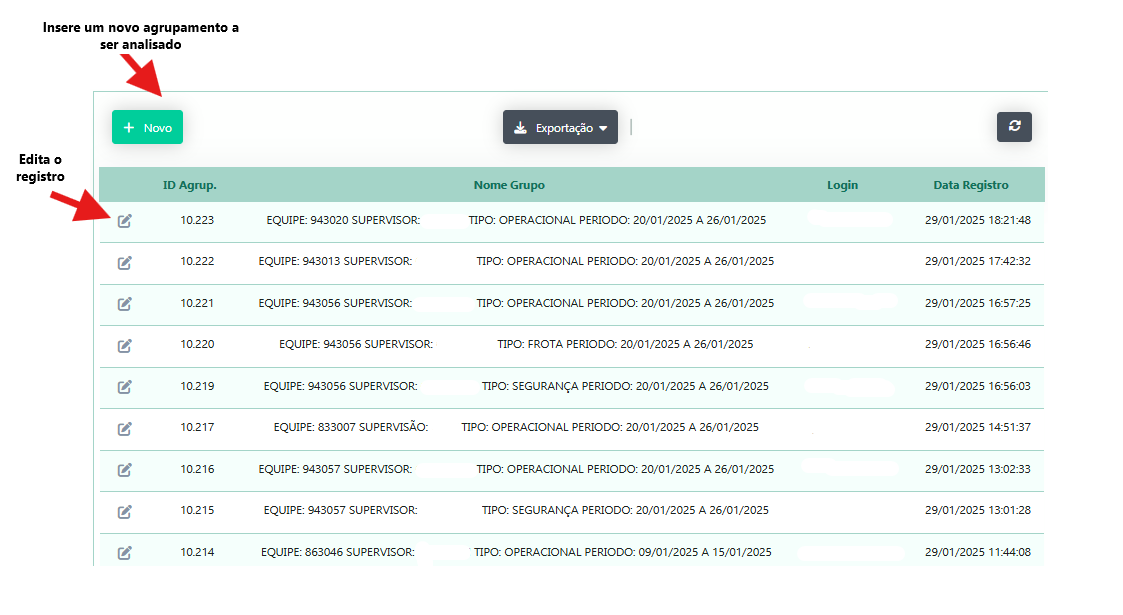 Insere um novo agrupamento a
ser analisado
Novo
Exportação
Edita o
registro
ID Agrup. Nome Grupo Login Data Registro
10.223 EQUIPE: 943020 SUPERVISOR: TIPO: OPERACIONAL PERIODO: 20/01/2025 A 26/01/2025 29/01/2025 18:21:48
10.222 EQUIPE: 943013 SUPERVISOR: TIPO: OPERACIONAL PERIODO: 20/01/2025 A 26/01/2025 29/01/2025 17:42:32
10.221 EQUIPE: 943056 SUPERVISOR: TIPO: OPERACIONAL PERIODO: 20/01/2025 A 26/01/2025 29/01/2025 16:57:25
10.220 EQUIPE: 943056 SUPERVISOR: TIPO: FROTA PERIODO: 20/01/2025 A 26/01/2025 29/01/2025 16:56:46
10.219 EQUIPE: 943056 SUPERVISOR: TIPO: SEGURANÇA PERIODO: 20/01/2025 A 26/01/2025 29/01/2025 16:56:03
10.217 EQUIPE: 833007 SUPERVISÃO: TIPO: OPERACIONAL PERIODO: 20/01/2025 A 26/01/2025 29/01/2025 14:51:37
10.216 EQUIPE: 943057 SUPERVISOR: TIPO: OPERACIONAL PERIODO: 20/01/2025 A 26/01/2025 29/01/2025 13:02:33
10.215 EQUIPE: 943057 SUPERVISOR: TIPO: SEGURANÇA PERIODO: 20/01/2025 A 26/01/2025 29/01/2025 13:01:28
10.214 EQUIPE: 863046 SUPERVISOR: TIPO: OPERACIONAL PERIODO: 09/01/2025 A 15/01/2025 29/01/2025 11:44:08